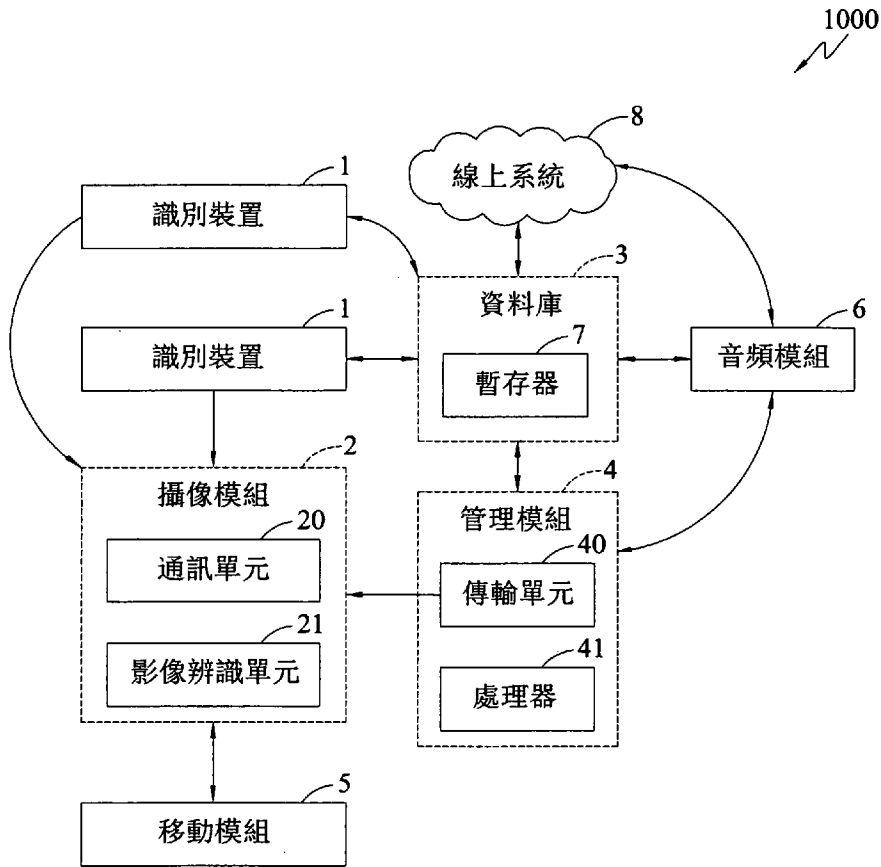 1000
8
線上系統
1
識別裝置
3
資料庫
7
暫存器
1
識別裝置
6
音頻模組
2
攝像模組
20
通訊單元
21
影像辨識單元
4
管理模組
40
傳輸單元
41
處理器
5
移動模組